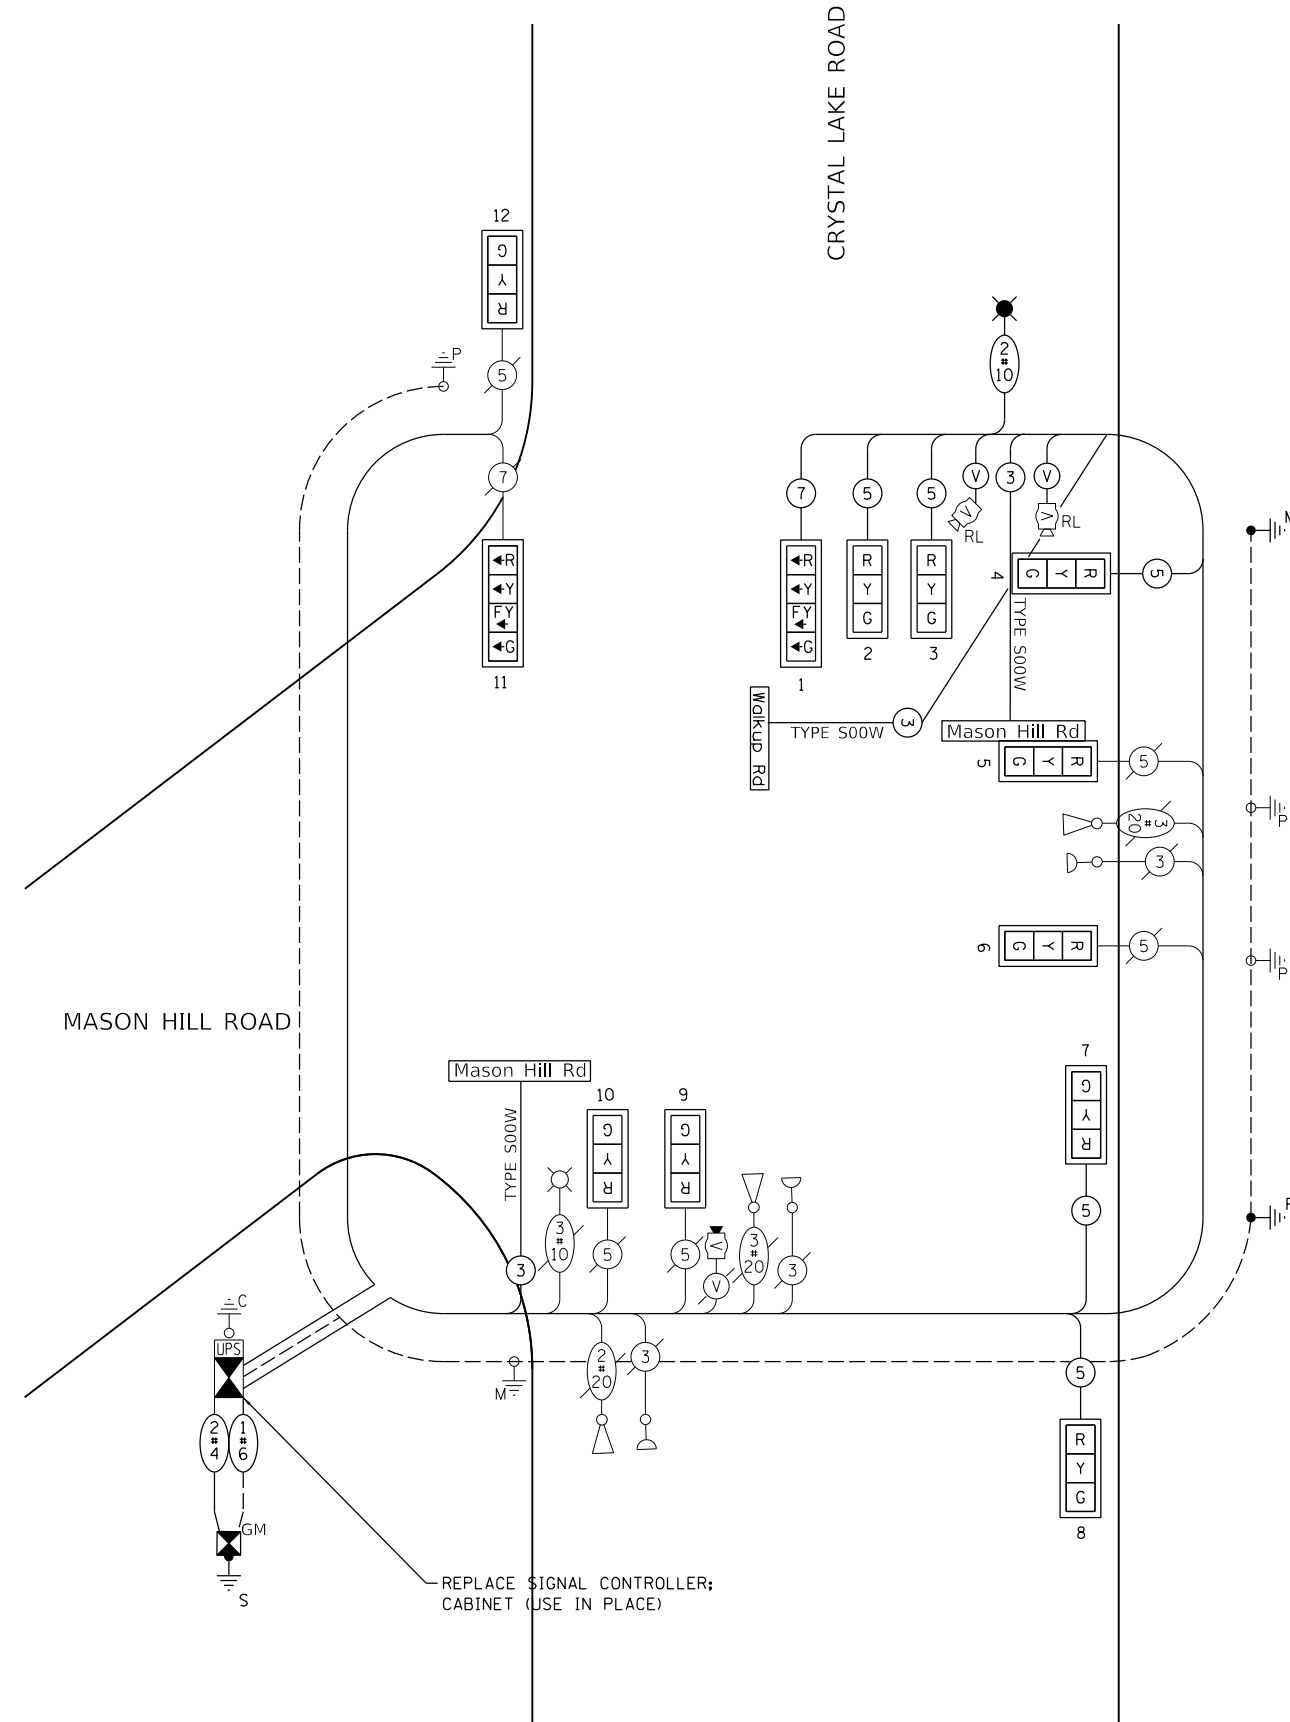 CRYSTAL LAKE ROAD
12
G
Y
R
P
5
2
#
10
7
7
5
5
V
3
V
RL
RL
M
R
Y
FY
G
11
R
Y
FY
G
1
R
Y
G
2
R
Y
G
3
4
G Y R
5
TYPE SOOW
Walkup Rd
TYPE SOOW
3
Mason Hill Rd
5
G Y R
5
3
#
20
P
3
6
G Y R
5
P
MASON HILL ROAD
7
G
Y
R
5
Mason Hill Rd
TYPE SOOW
10
G
Y
R
9
G
Y
R
3
#
10
V
3
#
20
3
5
5
V
3
C
UPS
M
2
#
20
3
5
R
Y
G
8
2
#
4
1
#
6
GM
S
REPLACE SIGNAL CONTROLLER;
CABINET (USE IN PLACE)